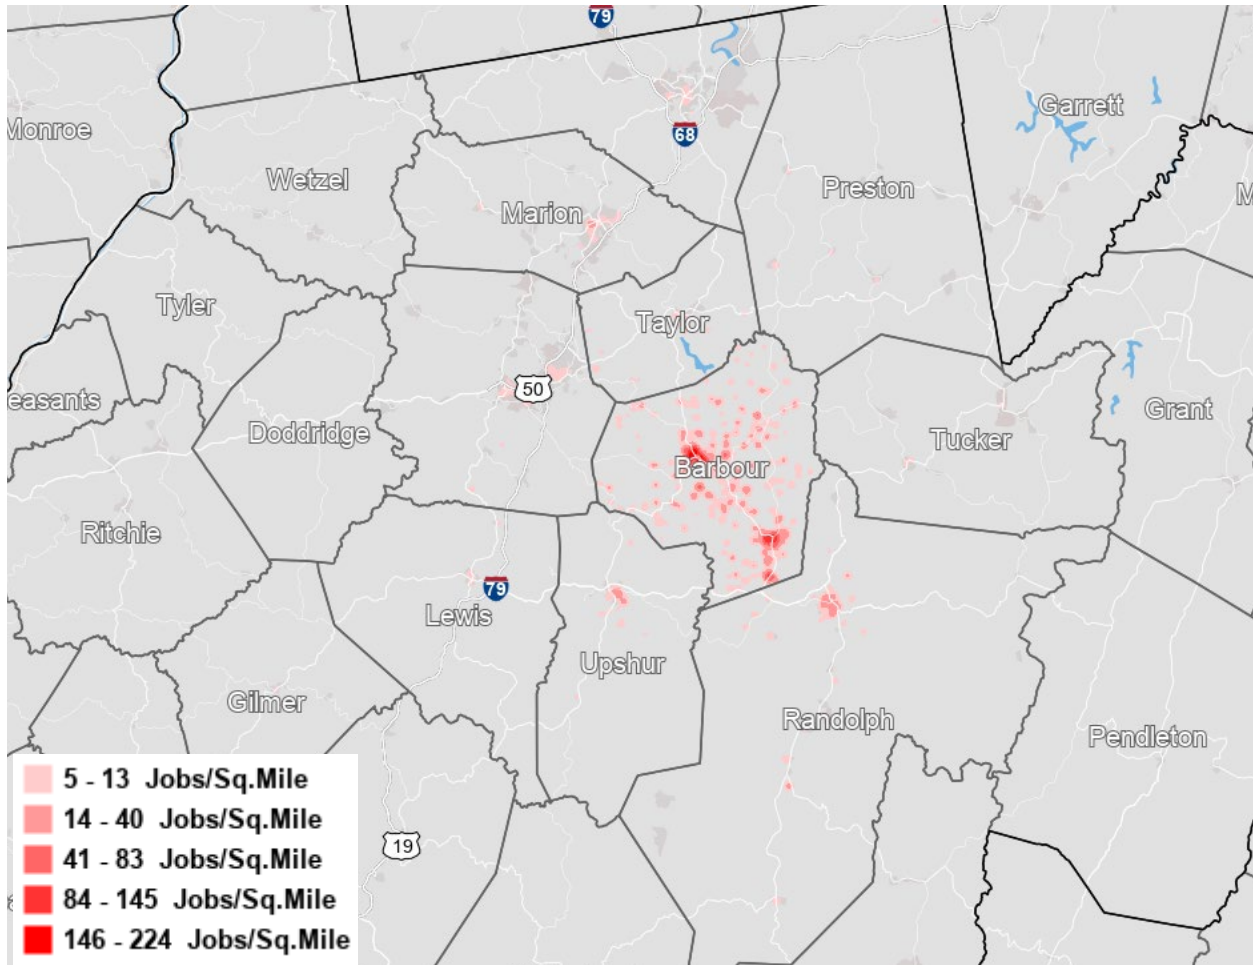 79
Monroe
Garrett
68
Wetzel
Preston
Marion
Tyler
Taylor
easants
50
Grant
Doddridge
Tucker
Barbour
Ritchie
79
Lewis
Upshur
Gilmer
Randolph
Pendleton
5 - 13 Jobs/Sq.Mile
14 - 40 Jobs/Sq.Mile
41 - 83 Jobs/Sq.Mile
19
84 - 145 Jobs/Sq.Mile
146 - 224 Jobs/Sq.Mile